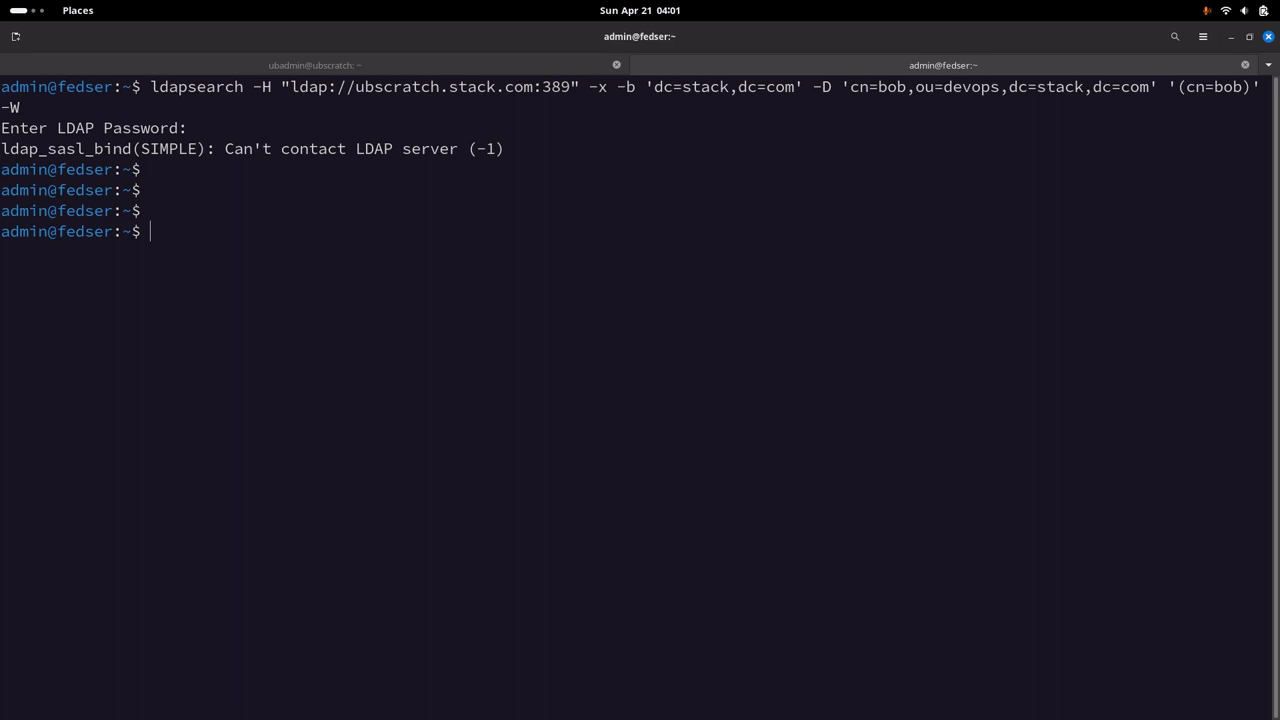 Places
Sun Apr 21 04:01
admin@fedser:~
ubadmin@ubscratch: ~
admin@fedser:~
admin@fedser:~$ ldapsearch -H "ldap://ubscratch.stack.com:389" -x -b 'dc=stack,dc=com' -D 'cn=bob,ou=devops,dc=stack,dc=com' '(cn=bob)'
-W
Enter LDAP Password:
ldap_sasl_bind(SIMPLE): Can't contact LDAP server (-1)
admin@fedser:~$
admin@fedser:~$
admin@fedser:~$
admin@fedser:~$